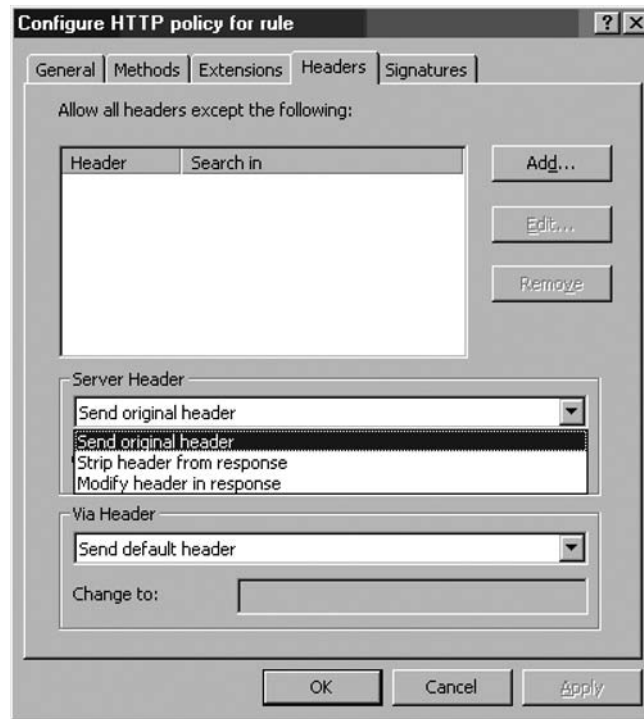 Configure HTTP policy for rule
General Methods Extensions Headers Signatures
Allow all headers except the following:
Header Search in
Add...
Edit...
Remove
Server Header
Send original header
Send original header
Strip header from response
Modify header in response
Via Header
Send default header
Change to:
OK Cancel Apply